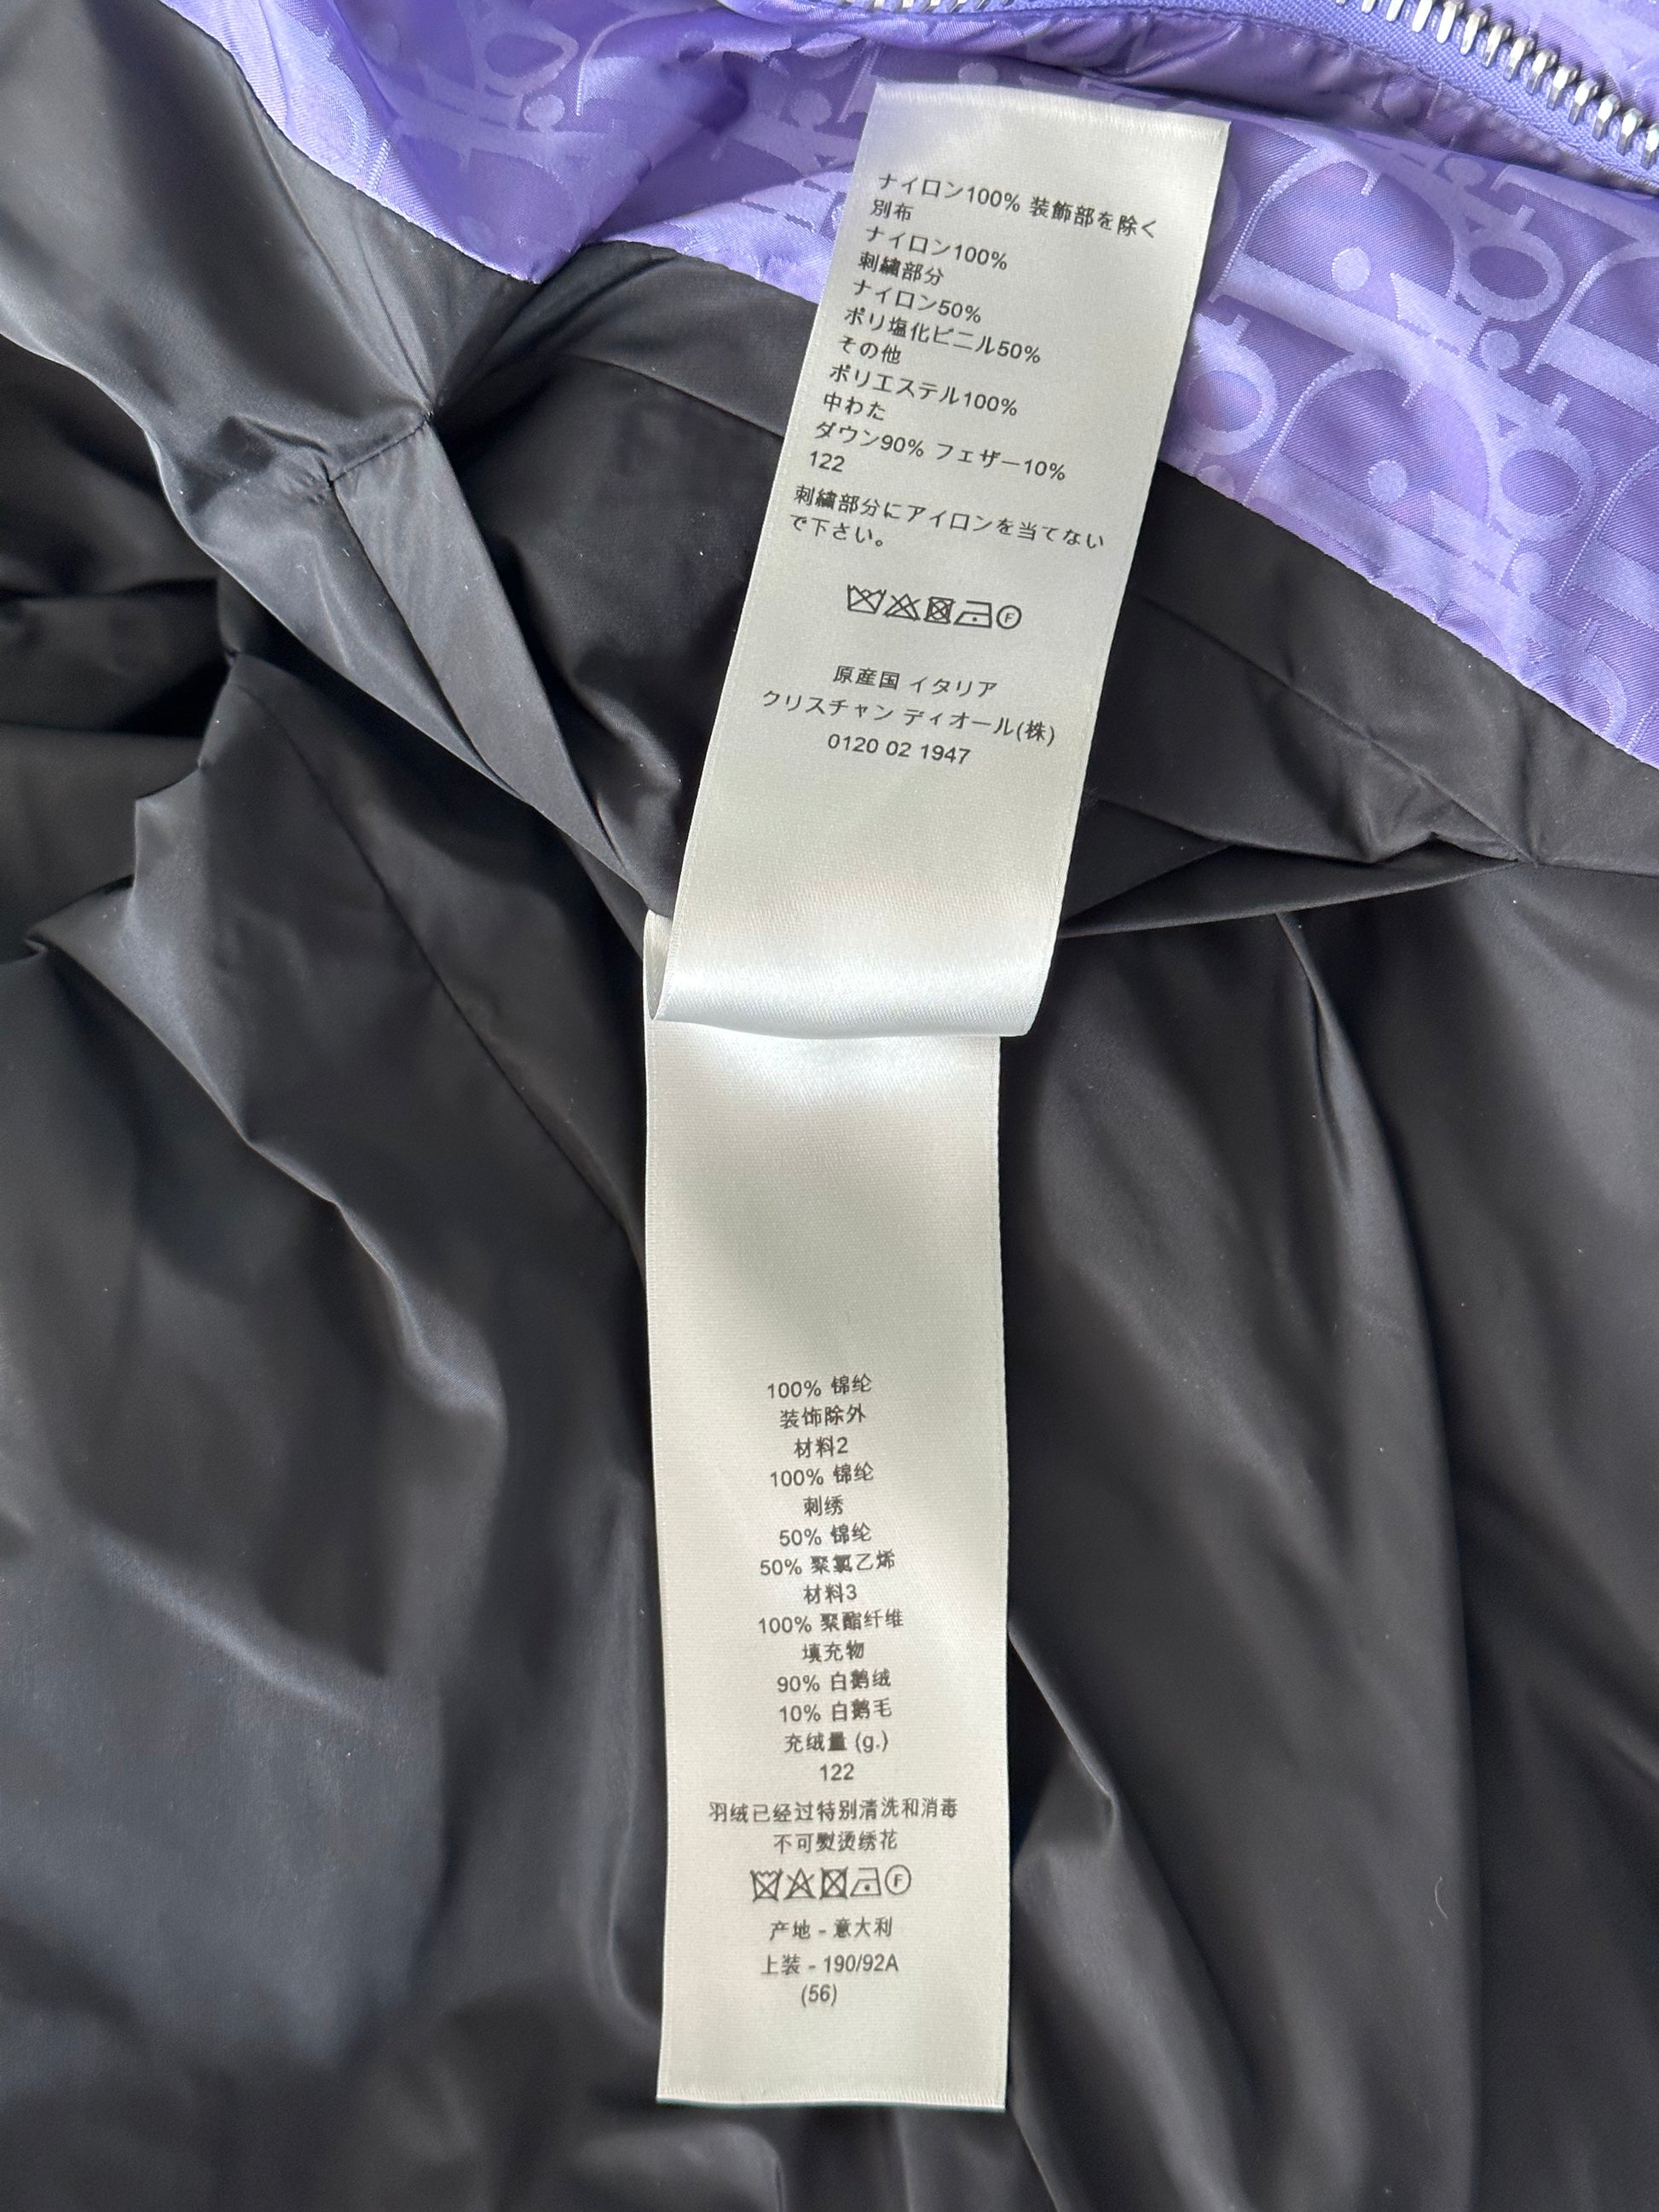 ナイロン100% 装飾部を除く
別布
ナイロン100%
刺繍部分
ナイロン50%
ポリ塩化ビニル50%
その他
ポリエステル100%
中わた
ダウン90% フェザー10%
122
刺繍部分にアイロンを当てない
で下さい。
F
原産国 イタリア
クリスチャン ディオール(株)
0120 02 1947
100% 锦纶
装饰除外
材料2
100% 锦纶
刺绣
50% 锦纶
50% 聚氯乙烯
材料3
100% 聚酯纤维
填充物
90% 白鹅绒
10% 白鹅毛
充绒量 (g.)
122
羽绒已经过特别清洗和消毒
不可熨烫绣花
F
产地 - 意大利
上装 - 190/92A
(56)